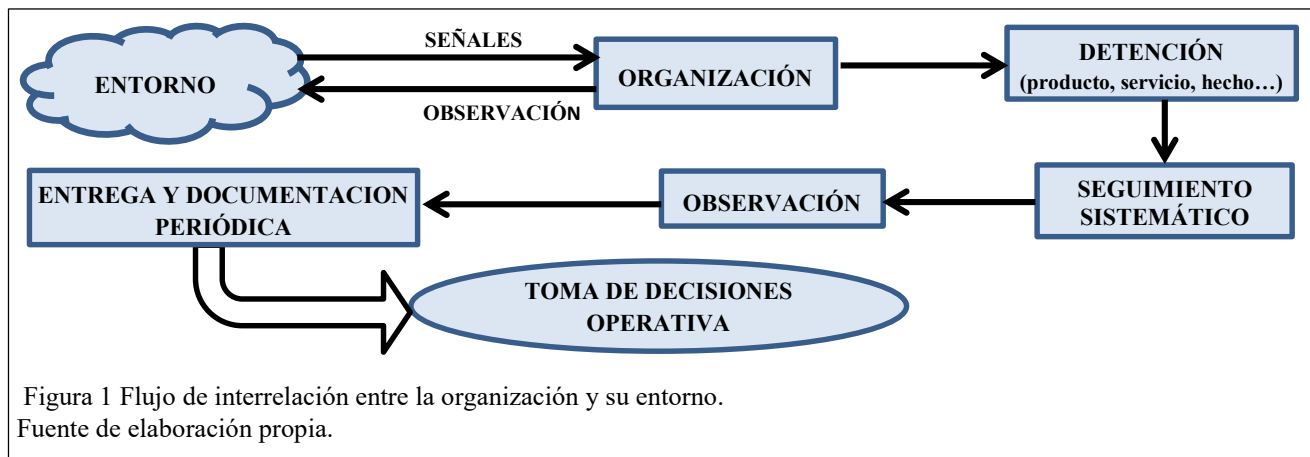 SEÑALES
ENTORNO
OBSERVACIÓN
ORGANIZACIÓN
DETENCIÓN
(producto, servicio, hecho…)
SEGUIMIENTO
SISTEMÁTICO
OBSERVACIÓN
ENTREGA Y DOCUMENTACION
PERIÓDICA
TOMA DE DECISIONES
OPERATIVA
Figura 1 Flujo de interrelación entre la organización y su entorno.
Fuente de elaboración propia.